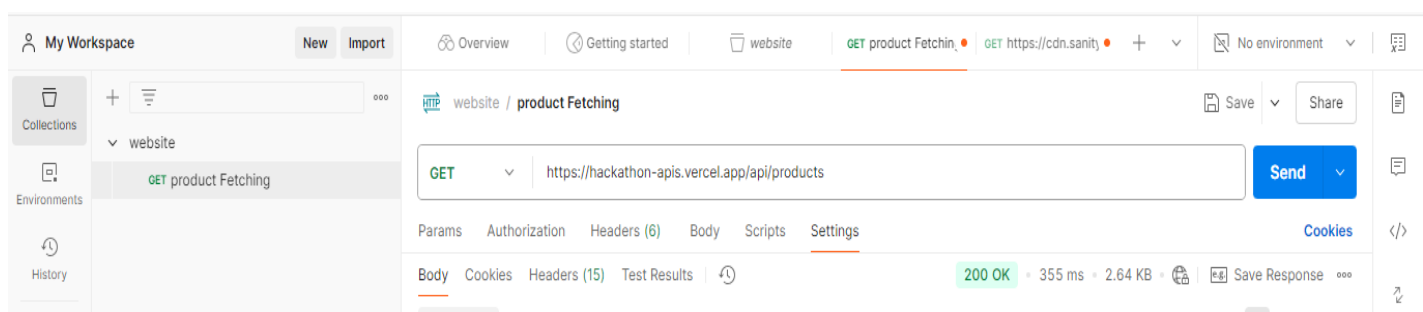 My Workspace New Import Overview Getting started website GET product Fetchin GET https://cdn.sanity No environment
Collections
website / product Fetching Save Share
website
GET product Fetching
Environments
History
GET https://hackathon-apis.vercel.app/api/products Send
Params Authorization Headers (6) Body Scripts Settings Cookies
Body Cookies Headers (15) Test Results 200 OK 355 ms 2.64 KB e.g. Save Response